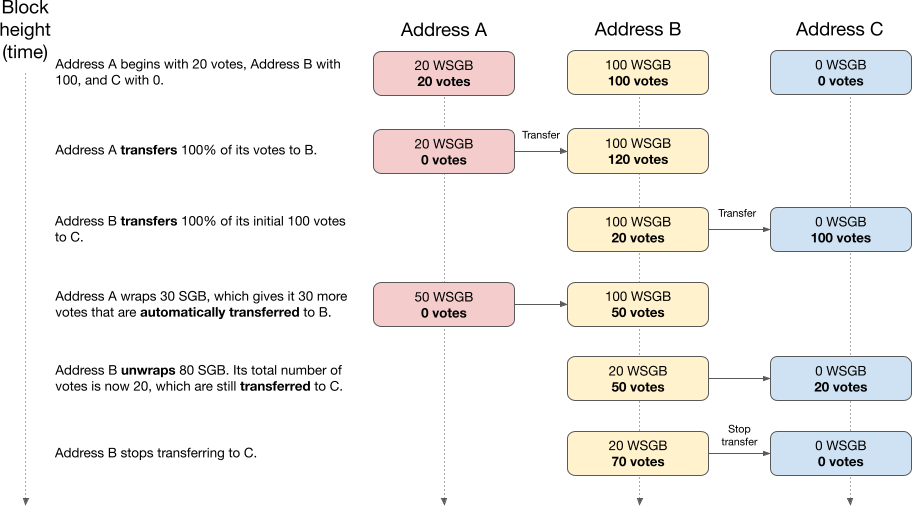 Block
height
(time)
Address A
Address B
Address C
Address A begins with 20 votes, Address B with
100, and C with 0.
20 WSGB
20 votes
100 WSGB
100 votes
0 WSGB
0 votes
Address A transfers 100% of its votes to B.
20 WSGB
0 votes
Transfer
100 WSGB
120 votes
Address B transfers 100% of its initial 100 votes
to C.
100 WSGB
20 votes
Transfer
0 WSGB
100 votes
Address A wraps 30 SGB, which gives it 30 more
votes that are automatically transferred to B.
50 WSGB
0 votes
100 WSGB
50 votes
Address B unwraps 80 SGB. Its total number of
votes is now 20, which are still transferred to C.
20 WSGB
50 votes
0 WSGB
20 votes
Address B stops transferring to C.
20 WSGB
70 votes
Stop
transfer
0 WSGB
0 votes